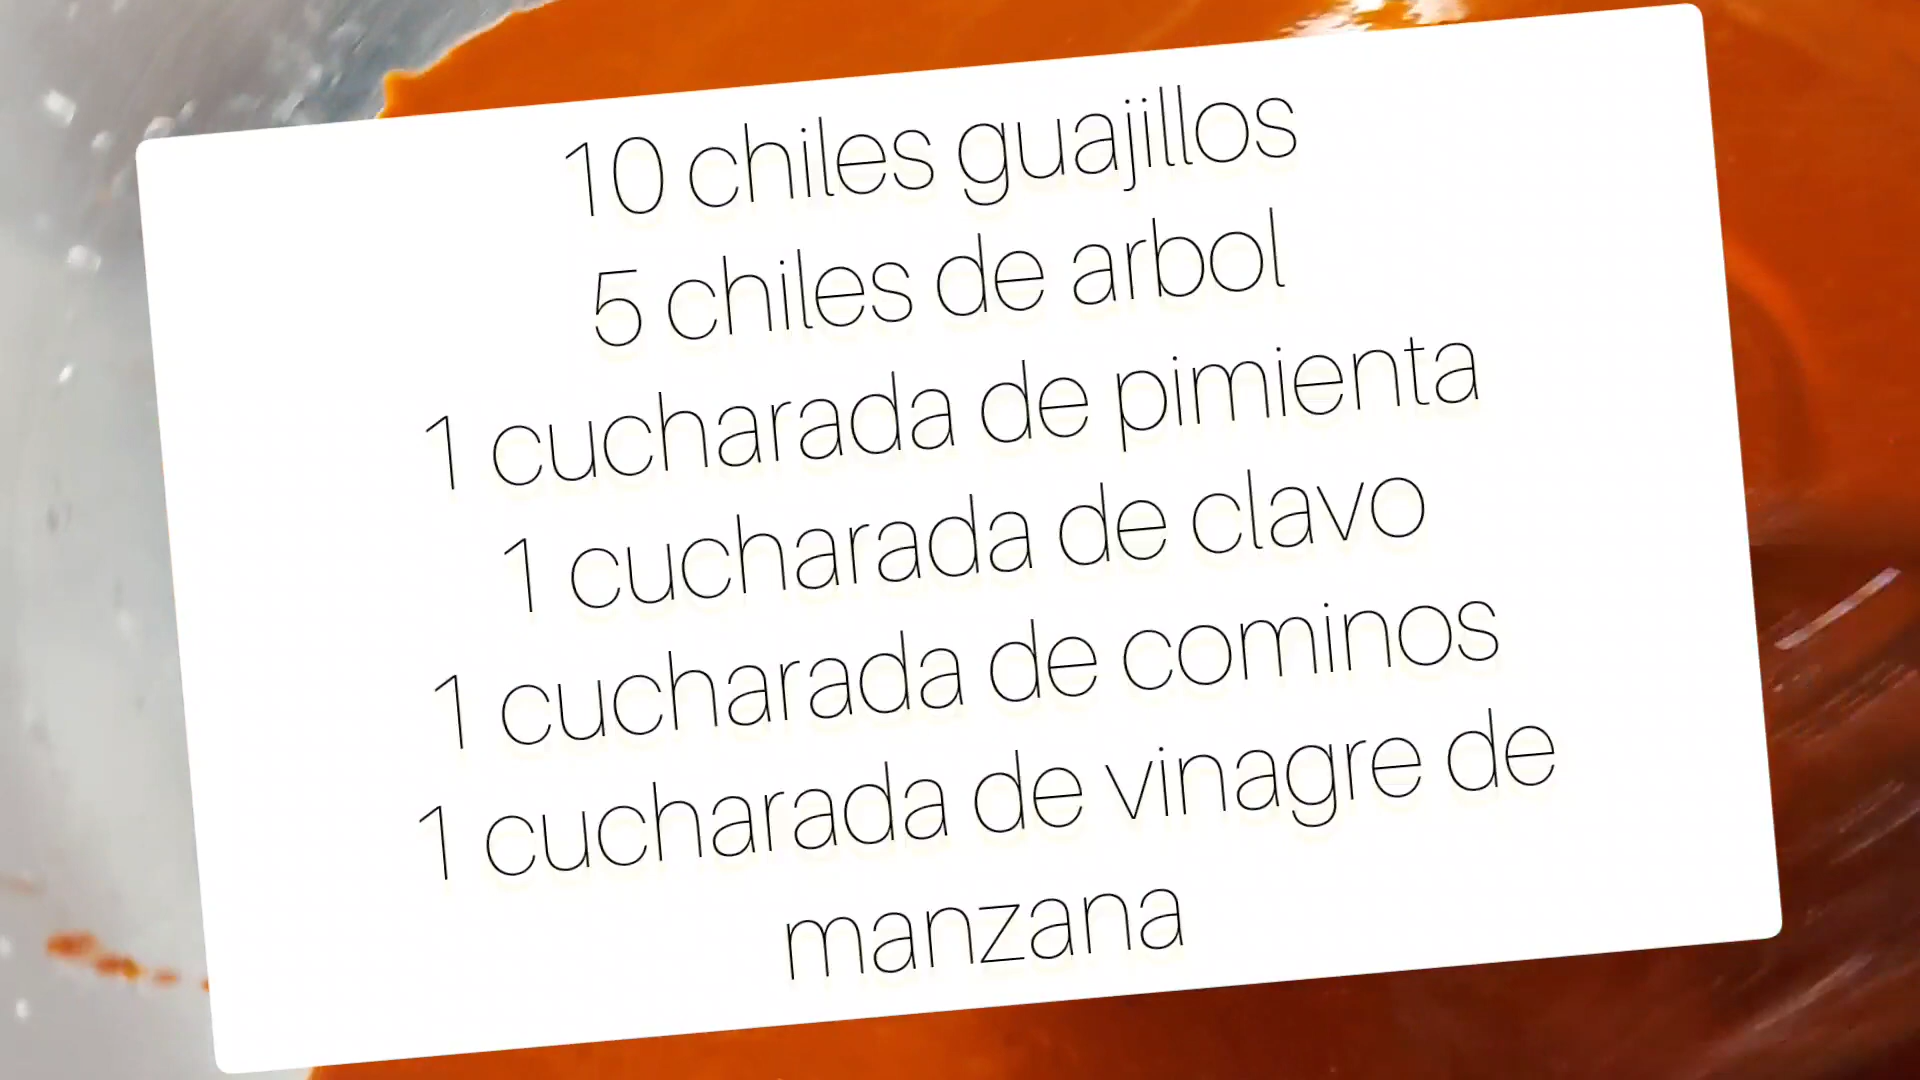 10 chiles guajillos
5 chiles de arbol
1 cucharada de pimienta
1 cucharada de clavo
1 cucharada de cominos
1 cucharada de vinagre de
manzana